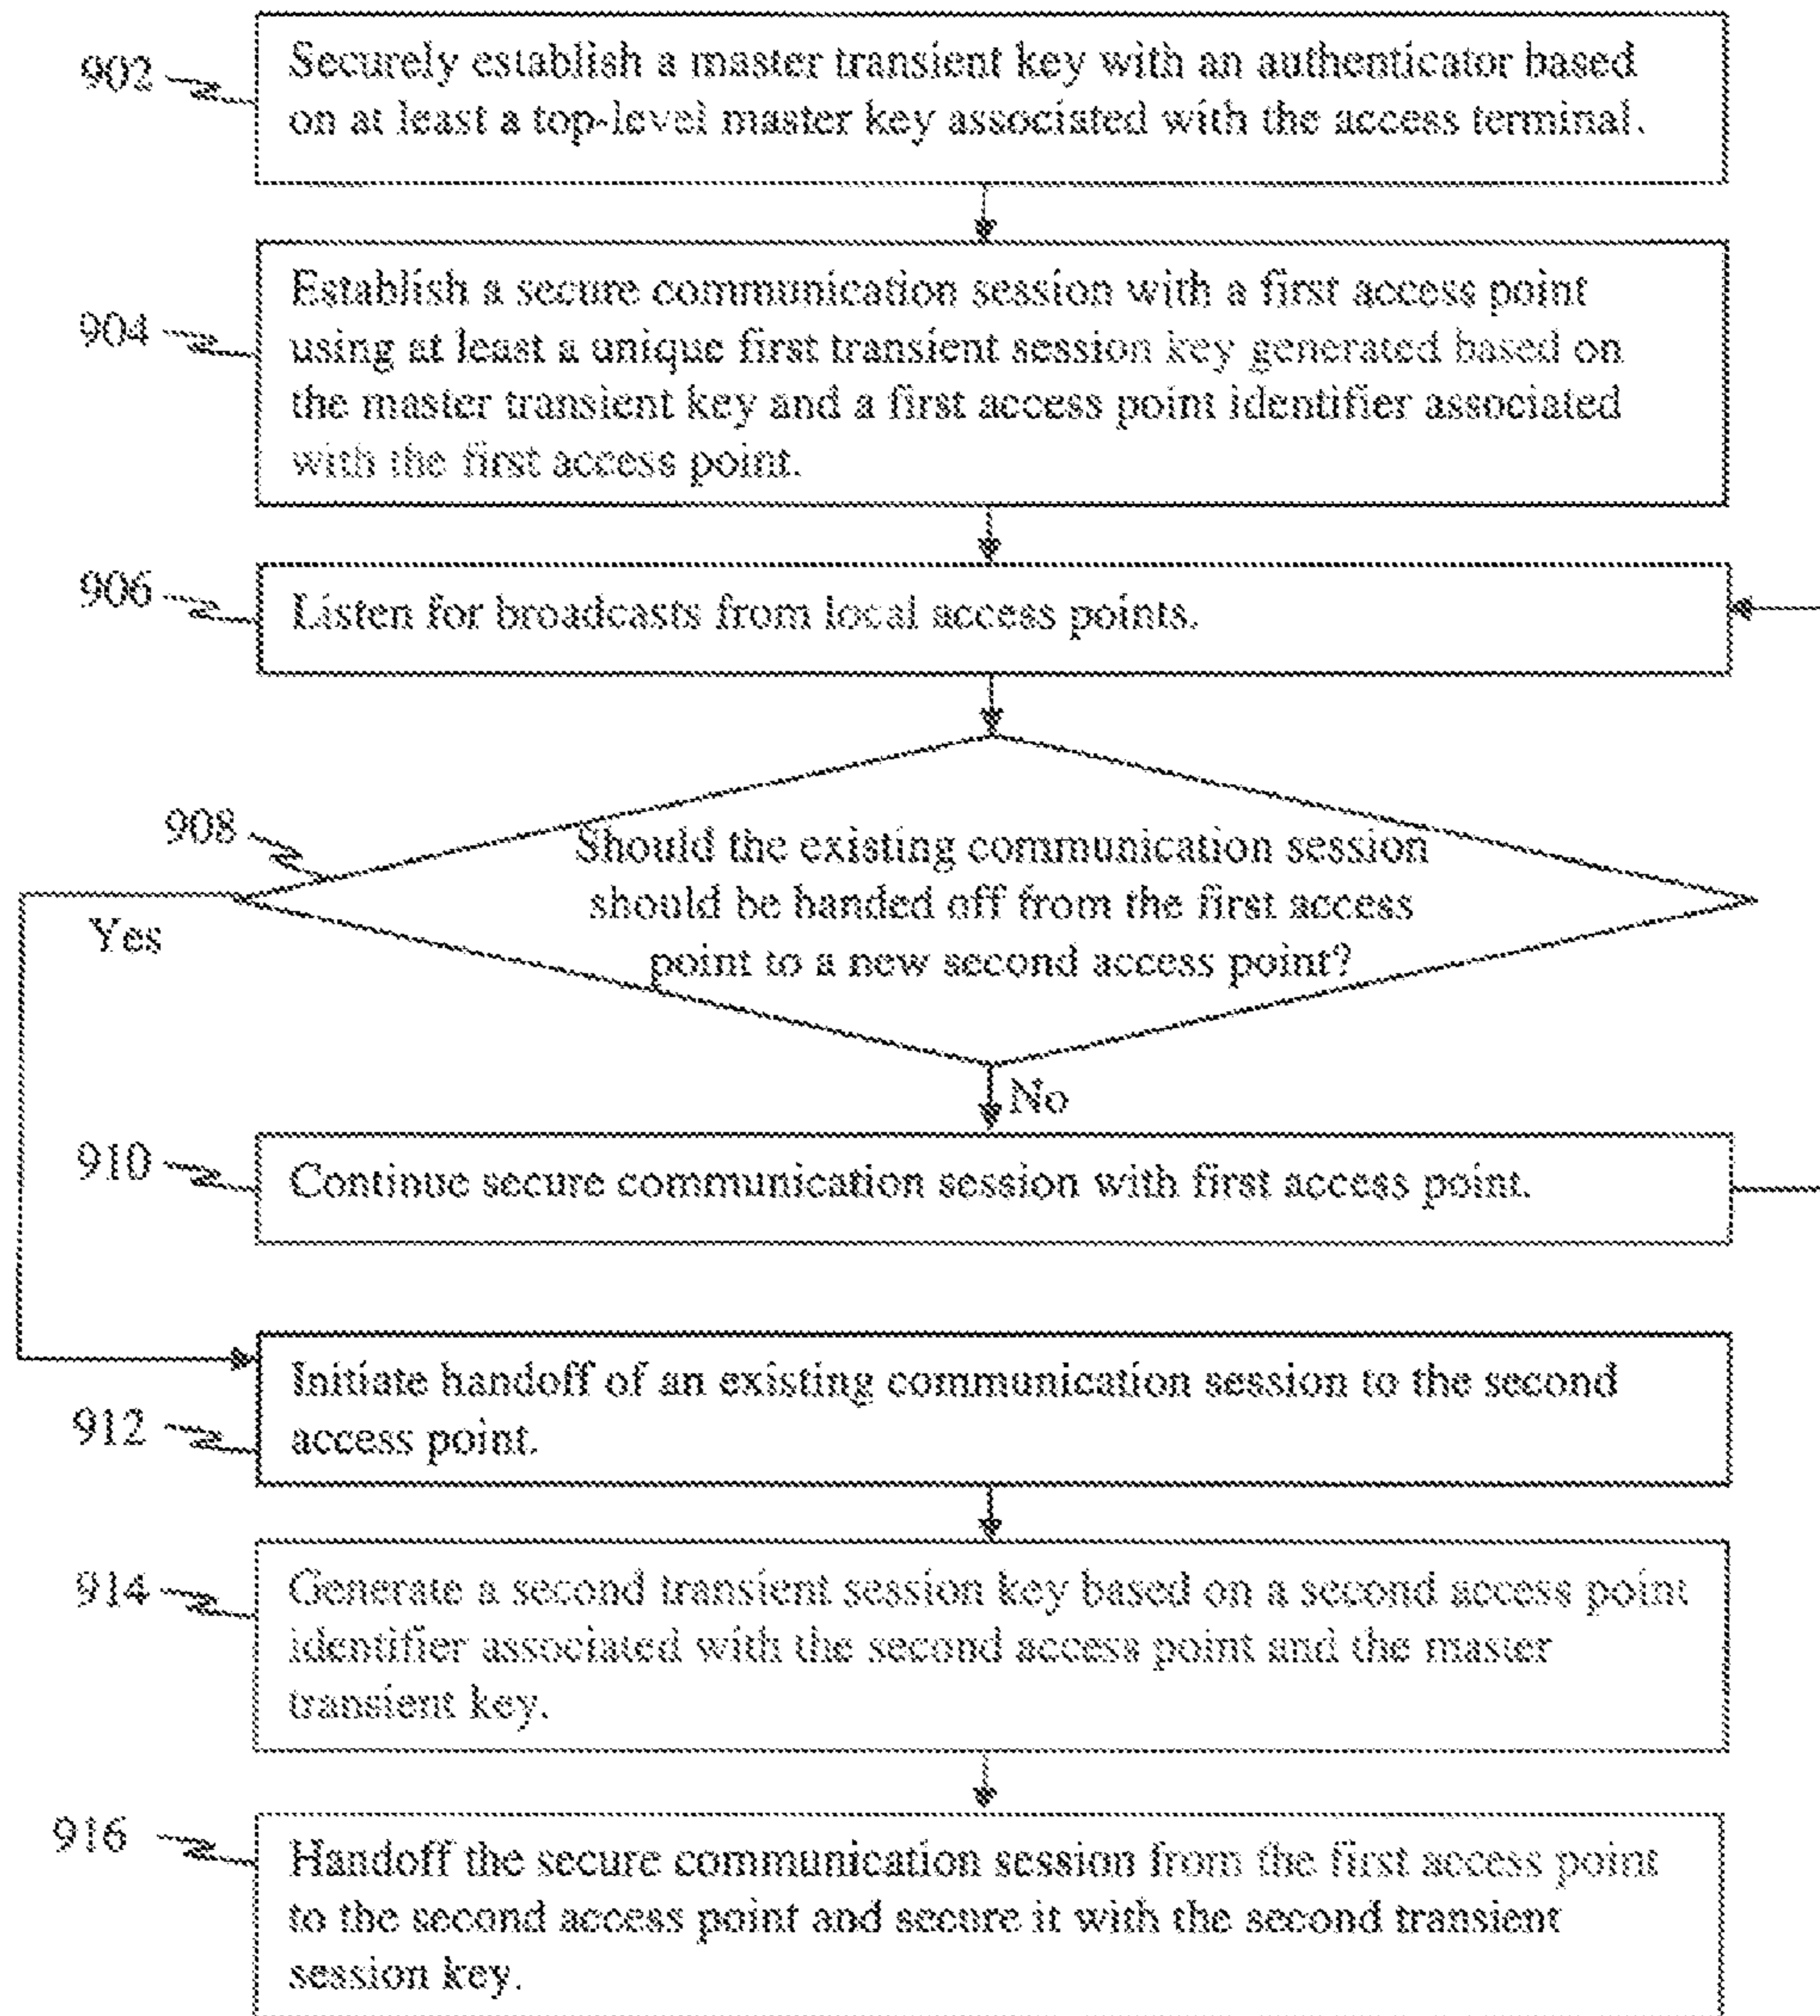 902
Securely establish a master transient key with an authenticator based
on at least a top-level master key associated with the access terminal.
904
Establish a secure communication session with a first access point
using at least a unique first transient session key generated based on
the master transient key and a first access point identifier associated
with the first access point.
906
Listen for broadcasts from local access points.
908
Should the existing communication session
should be handed off from the first access
point to a new second access point?
Yes
No
910
Continue secure communication session with first access point.
912
Initiate handoff of an existing communication session to the second
access point.
914
Generate a second transient session key based on a second access point
identifier associated with the second access point and the master
transient key.
916
Handoff the secure communication session from the first access point
to the second access point and secure it with the second transient
session key.